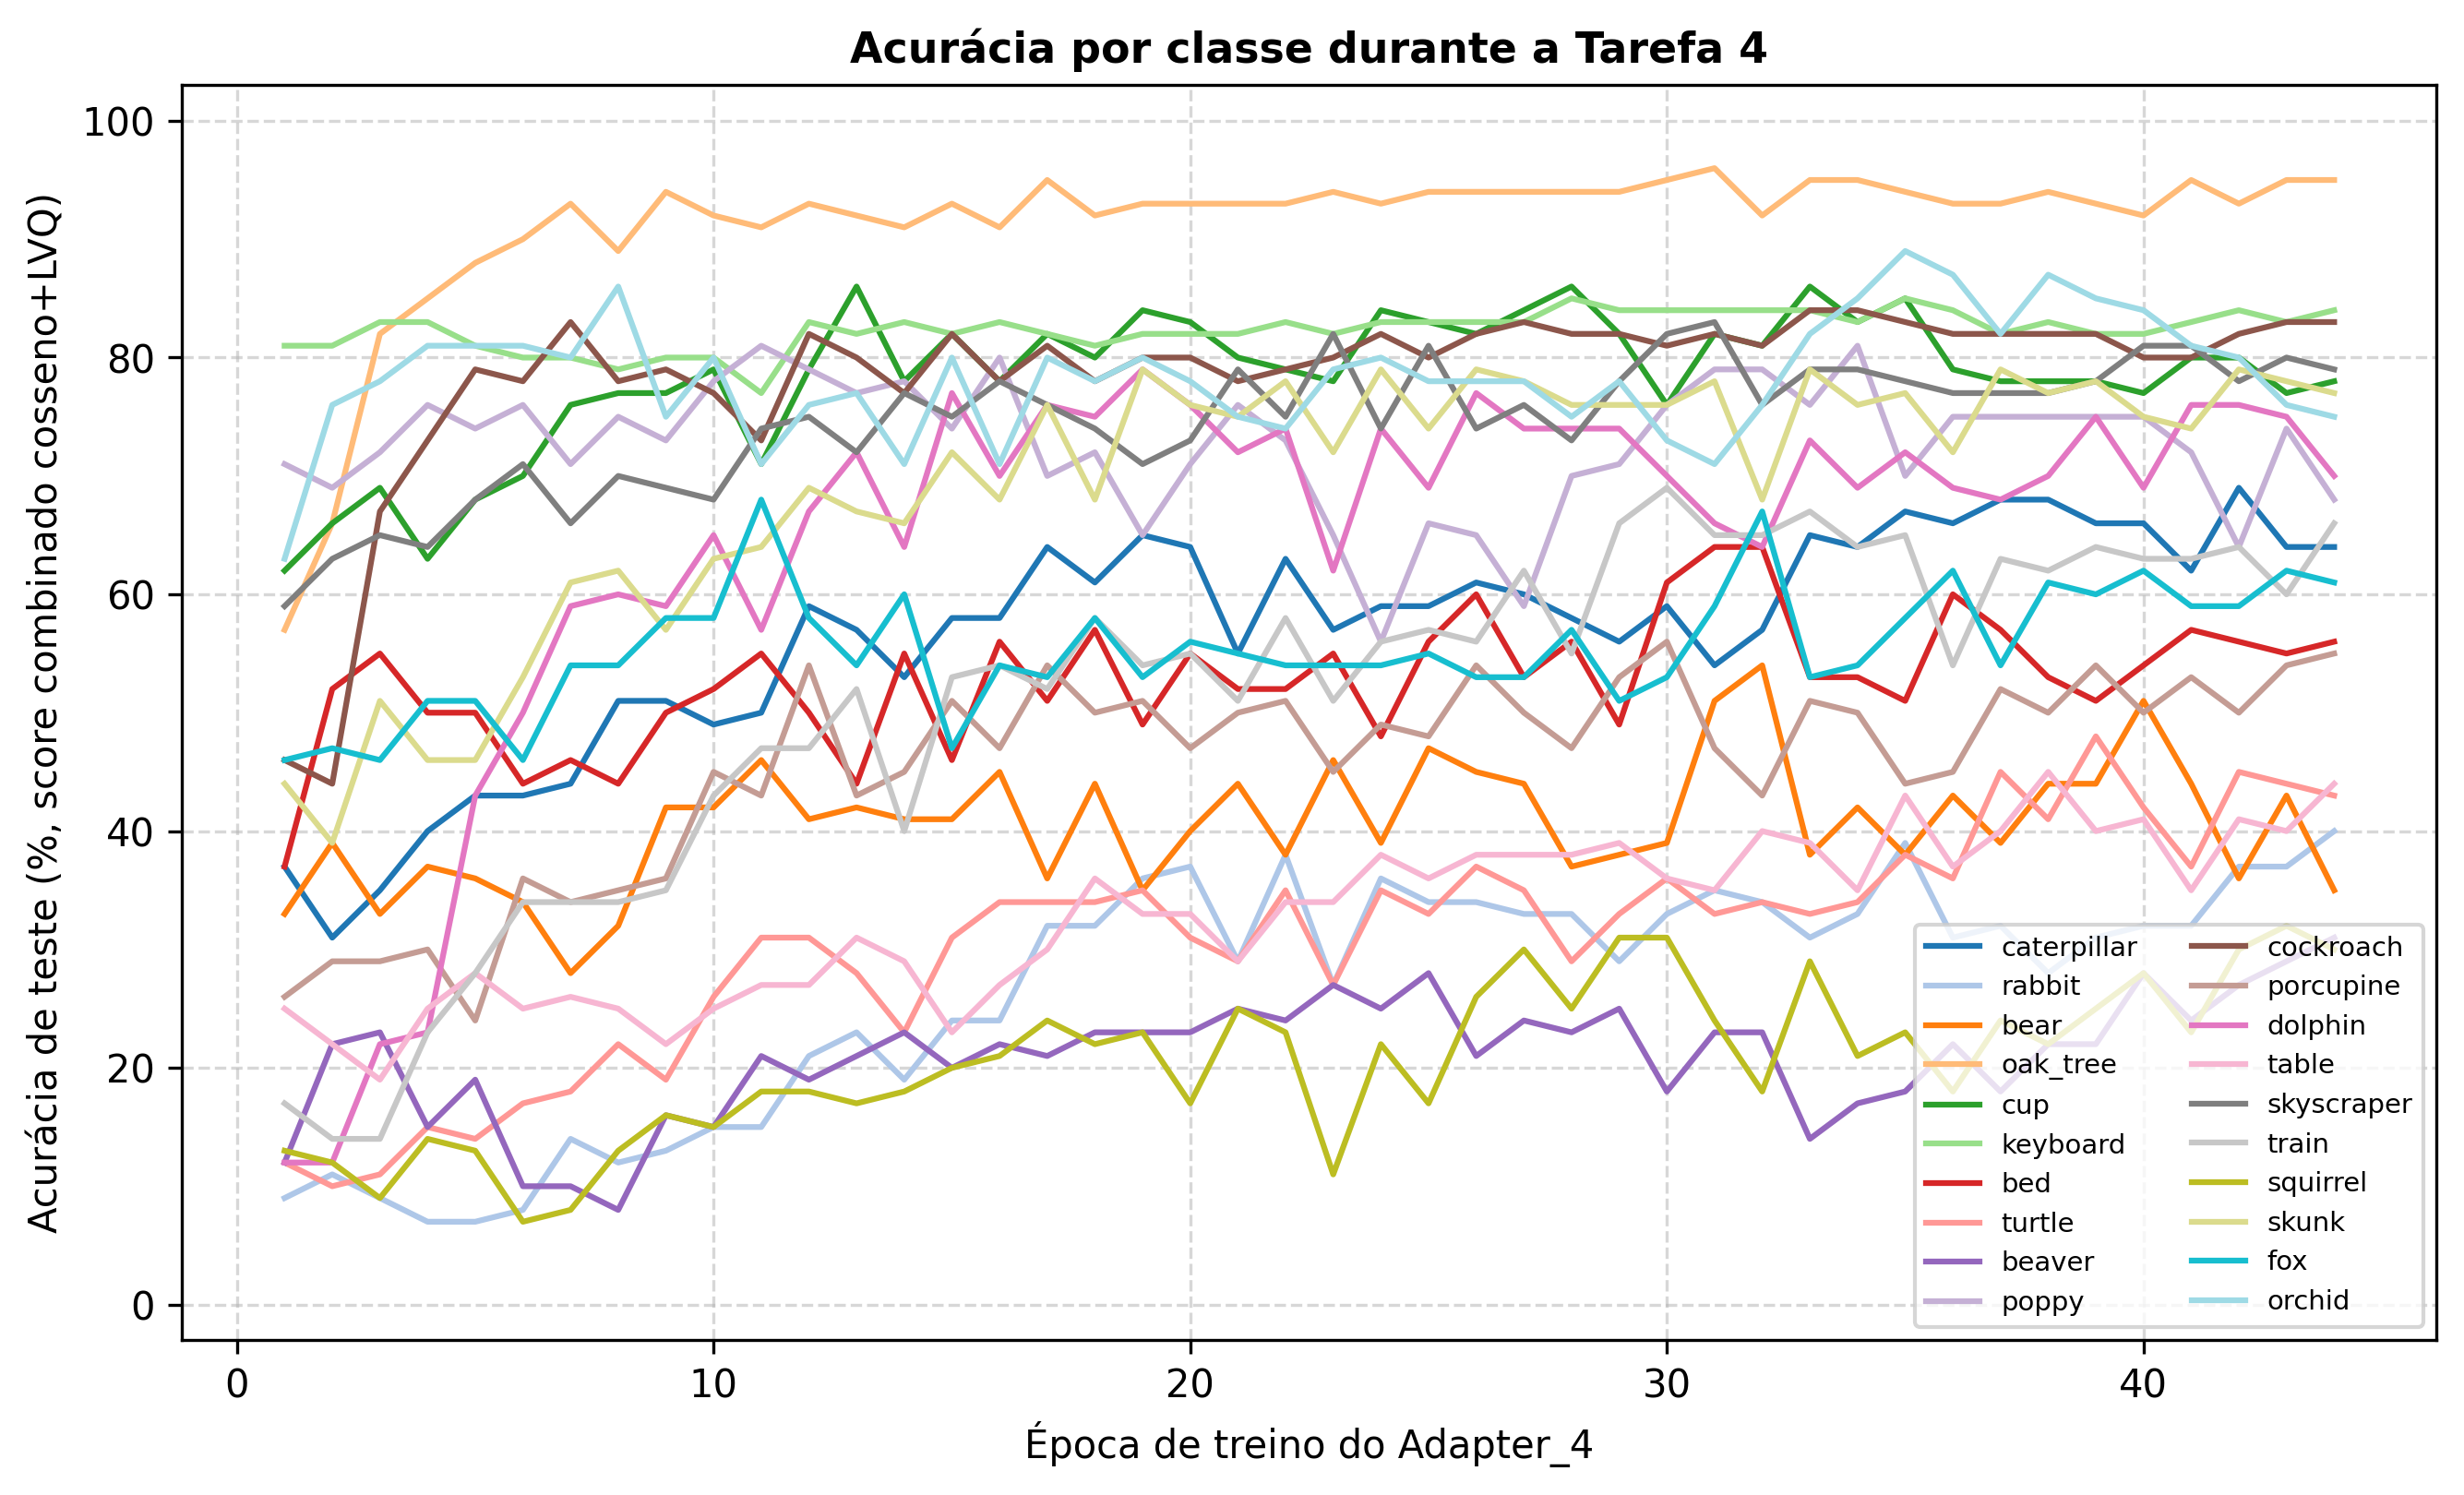 Acurácia por classe durante a Tarefa 4
Acurácia de teste (%, score combinado cosseno+LVQ)
100
80
60
40
20
0
0 10 20 30 40
Época de treino do Adapter_4
caterpillar
rabbit
bear
oak_tree
cup
keyboard
bed
turtle
beaver
poppy
cockroach
porcupine
dolphin
table
skyscraper
train
squirrel
skunk
fox
orchid